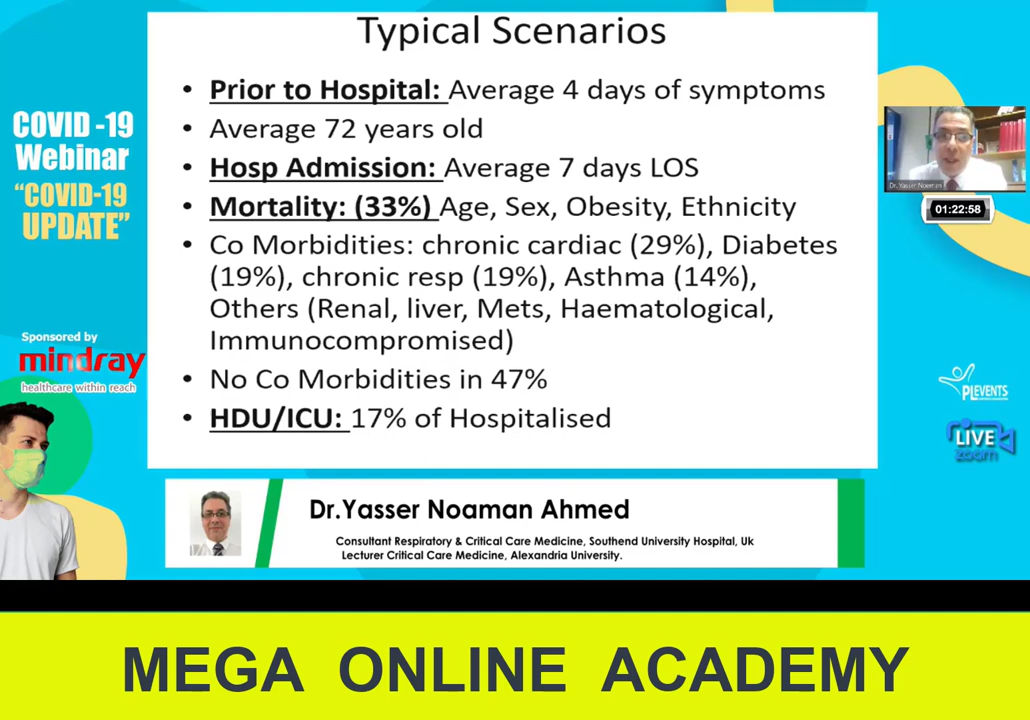 Typical Scenarios
• Prior to Hospital: Average 4 days of symptoms
• Average 72 years old
• Hosp Admission: Average 7 days LOS
• Mortality: (33%) Age, Sex, Obesity, Ethnicity
• Co Morbidities: chronic cardiac (29%), Diabetes
(19%), chronic resp (19%), Asthma (14%),
Others (Renal, liver, Mets, Haematological,
Immunocompromised)
• No Co Morbidities in 47%
• HDU/ICU: 17% of Hospitalised
COVID -19
Webinar
“COVID-19
UPDATE”
Sponsored by
mindray
healthcare within reach
Dr. Yasser Noaman
01:22:58
PLEVENTS
LIVE
zoom
Dr.Yasser Noaman Ahmed
Consultant Respiratory & Critical Care Medicine, Southend University Hospital, Uk
Lecturer Critical Care Medicine, Alexandria University.
MEGA ONLINE ACADEMY